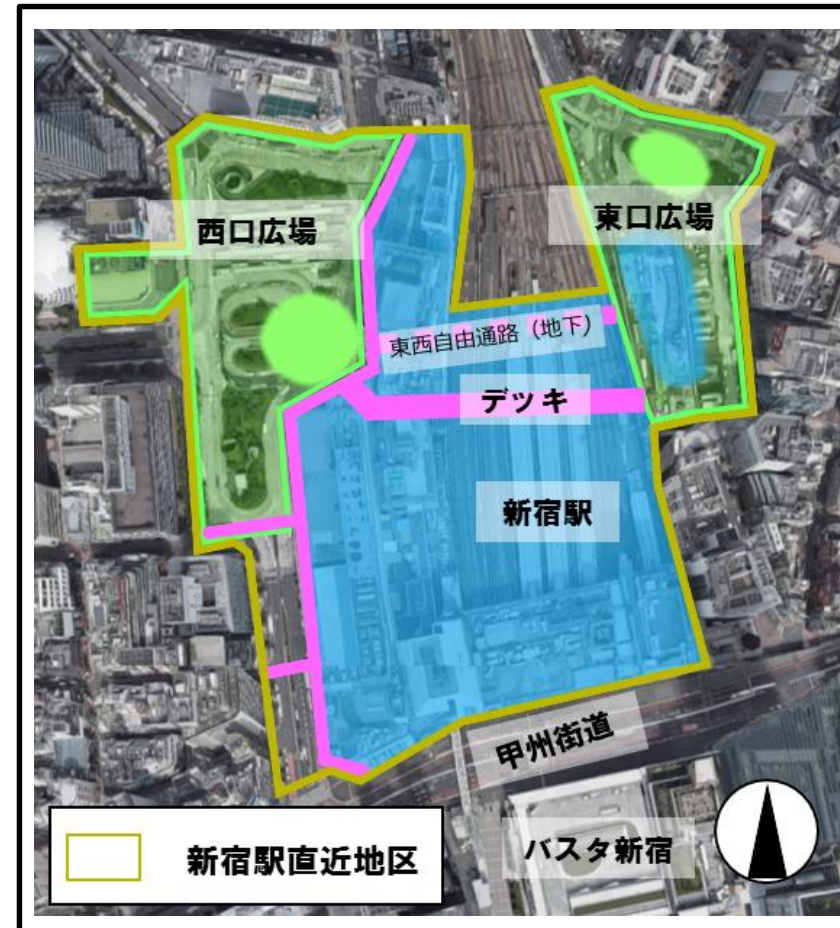 西口広場
東口広場
東西自由通路（地下）
デッキ
新宿駅
甲州街道
新宿駅直近地区
バスタ新宿